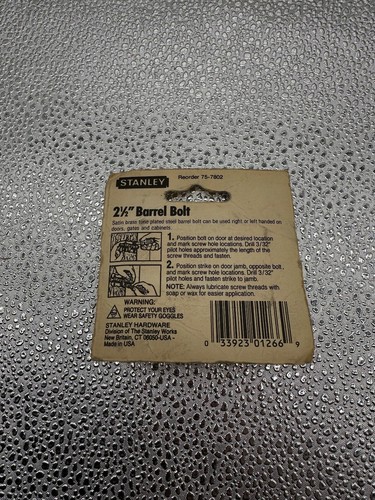 STANLEY
Reorder 75-7802
2½" Barrel Bolt
Satin brass tone plated steel barrel bolt can be used right or left handed on
doors, gates and cabinets.
1. Position bolt on door at desired location
and mark screw hole locations. Drill 3/32"
pilot holes approximately the length of the
screw threads and fasten.
2. Position strike on door jamb, opposite bolt,
and mark screw hole locations. Drill 3/32"
pilot holes and fasten strike to jamb.
NOTE: Always lubricate screw threads with
soap or wax for easier application.
WARNING:
PROTECT YOUR EYES
WEAR SAFETY GOGGLES
STANLEY HARDWARE
Division of The Stanley Works
New Britain, CT 06050-USA
Made in USA
0 33923 01266 9